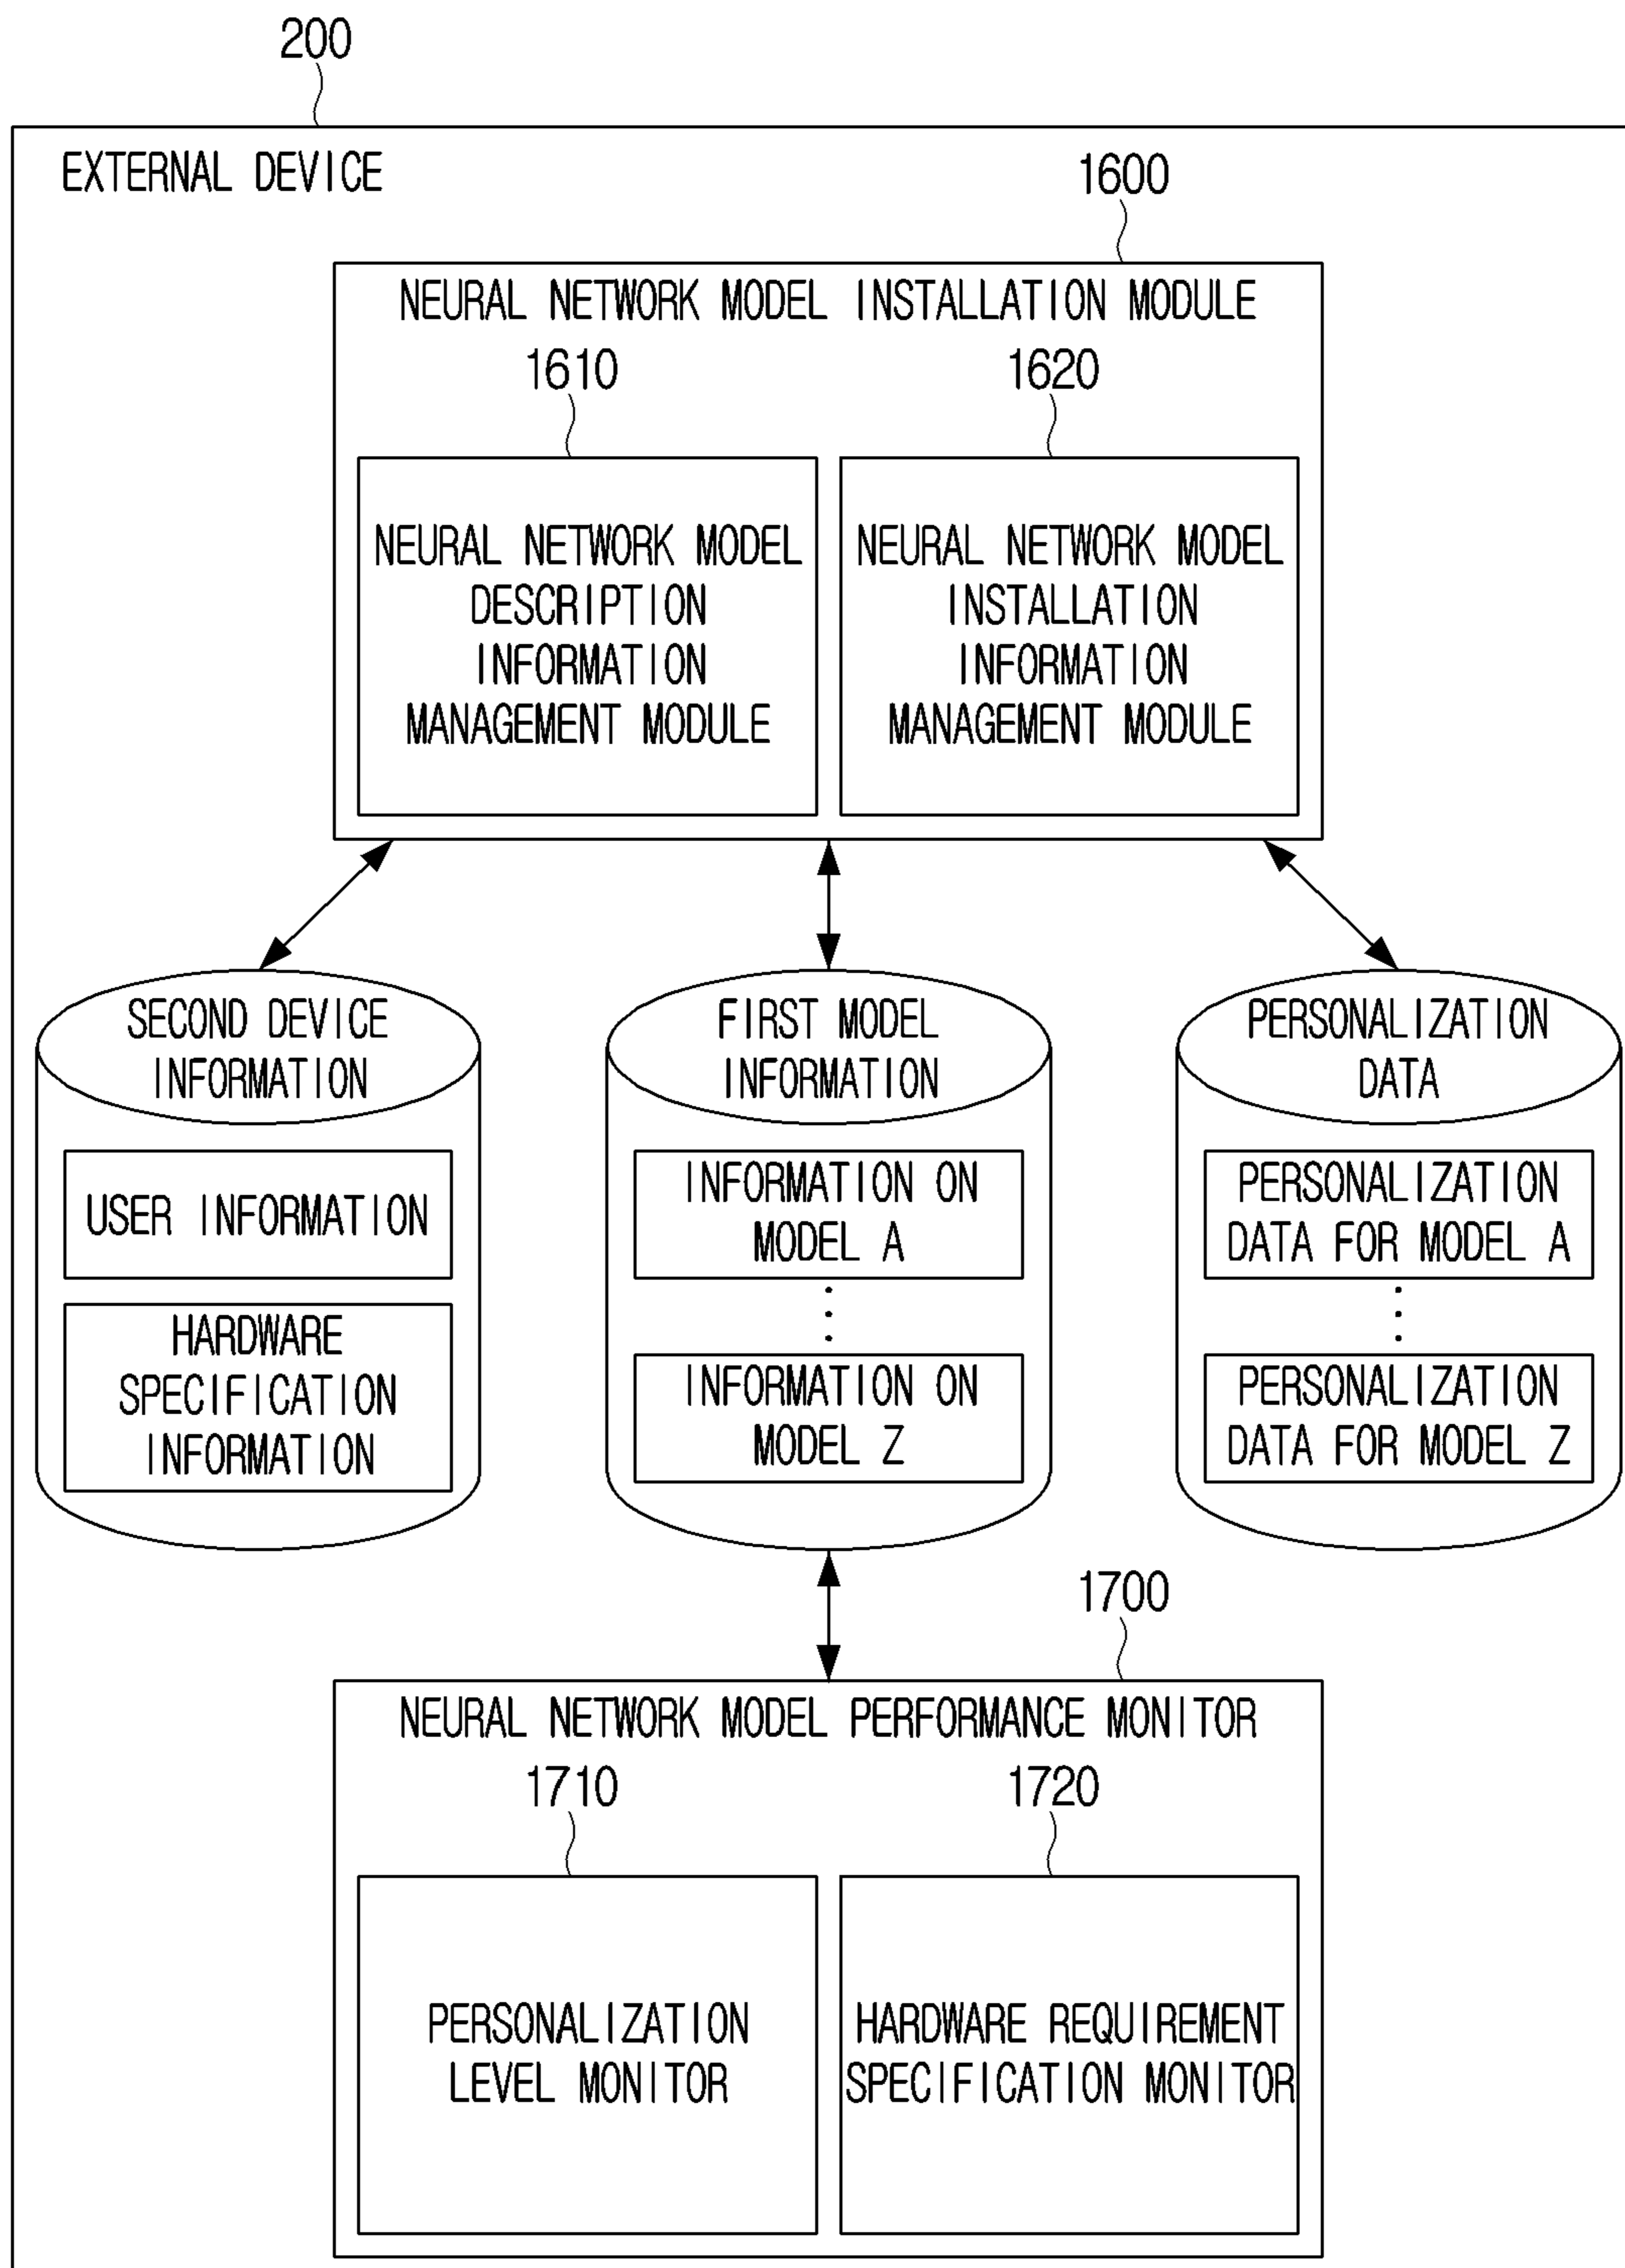 200
EXTERNAL DEVICE
1600
NEURAL NETWORK MODEL INSTALLATION MODULE
1610
1620
NEURAL NETWORK MODEL
DESCRIPTION
INFORMATION
MANAGEMENT MODULE
NEURAL NETWORK MODEL
INSTALLATION
INFORMATION
MANAGEMENT MODULE
SECOND DEVICE
INFORMATION
USER INFORMATION
HARDWARE
SPECIFICATION
INFORMATION
FIRST MODEL
INFORMATION
INFORMATION ON
MODEL A
INFORMATION ON
MODEL Z
PERSONALIZATION
DATA
PERSONALIZATION
DATA FOR MODEL A
PERSONALIZATION
DATA FOR MODEL Z
1700
NEURAL NETWORK MODEL PERFORMANCE MONITOR
1710
1720
PERSONALIZATION
LEVEL MONITOR
HARDWARE REQUIREMENT
SPECIFICATION MONITOR